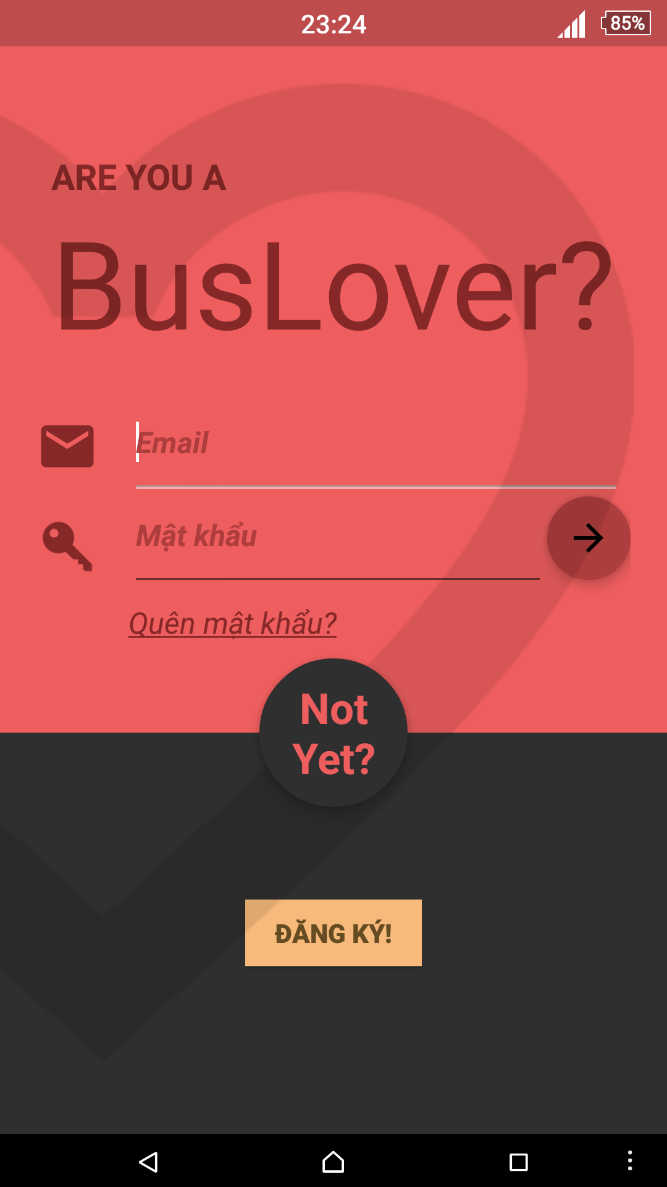 23:24
85%
ARE YOU A
BusLover?
Email
Mật khẩu
Quên mật khẩu?
Not
Yet?
ĐĂNG KÝ!